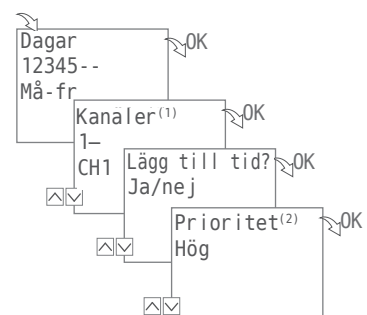 Dagar
OK
12345--
Må-fr
Kanäler(1)
OK
1–
CH1
Lägg till tid?
OK
Ja/nej
Prioritet(2)
OK
Hög